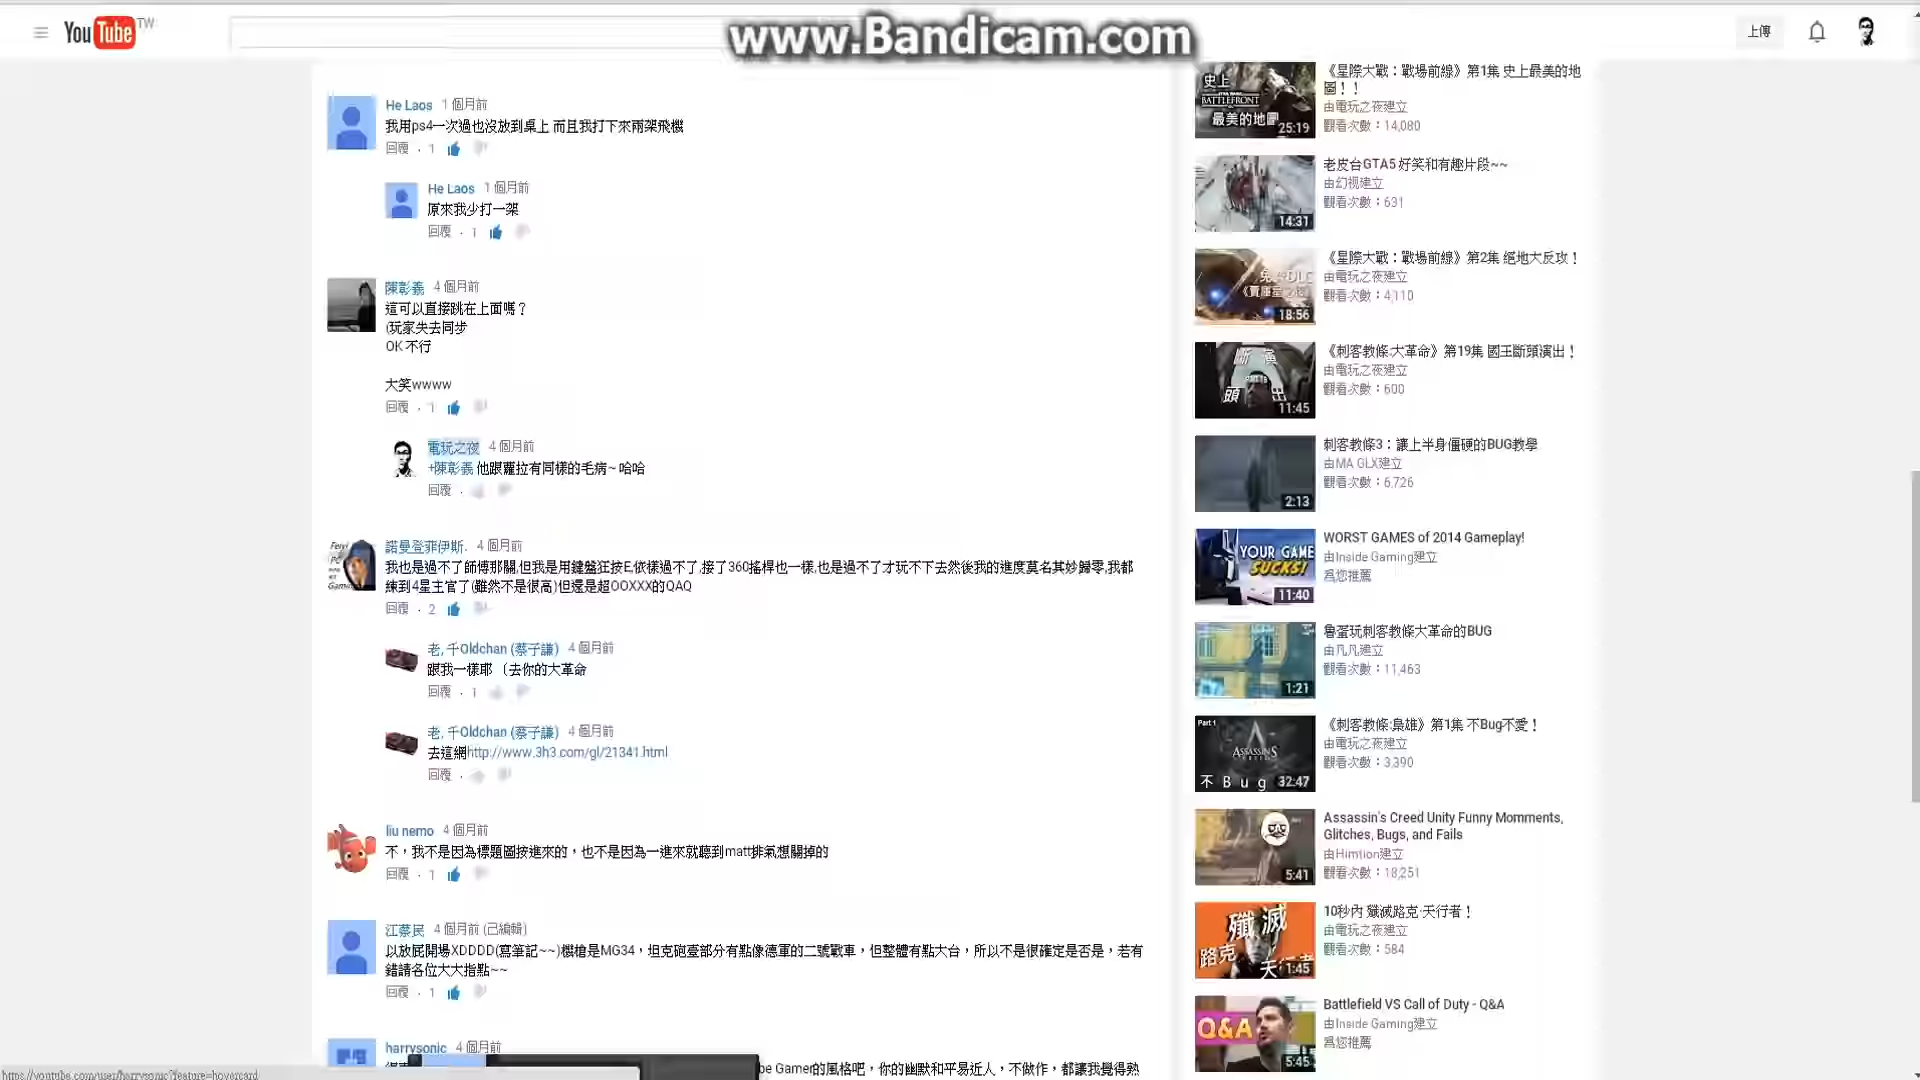 YouTube TW
www.Bandicam.com
上傳
He Laos 1 個月前
我用ps4一次過也沒放到桌上 而且我打下來兩架飛機
回覆 · 1
He Laos 1 個月前
原來我少打一架
回覆 · 1
陳彰義 4 個月前
這可以直接跳在上面嗎？
(玩家失去同步
OK 不行
大笑wwww
回覆 · 1
電玩之夜 4 個月前
+陳彰義 他跟蘿拉有同樣的毛病~ 哈哈
回覆 ·
諾曼登菲伊斯. 4 個月前
我也是過不了師傅那關,但我是用鍵盤狂按E,依樣過不了,接了360搖桿也一樣,也是過不了才玩不下去然後我的進度莫名其妙歸零,我都
練到4星主官了(雖然不是很高)但還是超OOXXX的QAQ
回覆 · 2
老, 千Oldchan (蔡子謙) 4 個月前
跟我一樣耶 〔去你的大革命
回覆 · 1
老, 千Oldchan (蔡子謙) 4 個月前
去這網http://www.3h3.com/gl/21341.html
回覆 ·
liu nemo 4 個月前
不，我不是因為標題圖按進來的，也不是因為一進來就聽到matt排氣想關掉的
回覆 · 1
江蔡民 4 個月前 (已編輯)
以放屁開場XDDDD(寫筆記~~)機槍是MG34，坦克砲臺部分有點像德軍的二號戰車，但整體有點大台，所以不是很確定是否是，若有
錯請各位大大指點~~
回覆 · 1
harrysonic 4 個月前
be Gamer的風格吧，你的幽默和平易近人，不做作，都讓我覺得熟
https://youtube.com/user/harrysonic?feature=hovercard
史上
BATTLEFRONT
最美的地圖
25:19
《星際大戰：戰場前線》第1集 史上最美的地
圖！！
由電玩之夜建立
觀看次數：14,080
14:31
老皮台GTA5 好笑和有趣片段~~
由幻视建立
觀看次數：631
免費DLC
18:56
《星際大戰：戰場前線》第2集 絕地大反攻！
由電玩之夜建立
觀看次數：4,110
斷頭演出
11:45
《刺客教條:大革命》第19集 國王斷頭演出！
由電玩之夜建立
觀看次數：600
2:13
刺客教條3：讓上半身僵硬的BUG教學
由MA GLX建立
觀看次數：6,726
YOUR GAME
SUCKS!
11:40
WORST GAMES of 2014 Gameplay!
由Inside Gaming建立
為您推薦
1:21
魯蛋玩刺客教條大革命的BUG
由凡凡建立
觀看次數：11,463
Part 1
ASSASSIN'S
不 B u g 32:47
《刺客教條:梟雄》第1集 不Bug不愛！
由電玩之夜建立
觀看次數：3,390
5:41
Assassin's Creed Unity Funny Momments,
Glitches, Bugs, and Fails
由Himtion建立
觀看次數：18,251
殲滅
路克
天行者
1:45
10秒內 殲滅路克·天行者！
由電玩之夜建立
觀看次數：584
Q&A
5:45
Battlefield VS Call of Duty - Q&A
由Inside Gaming建立
為您推薦